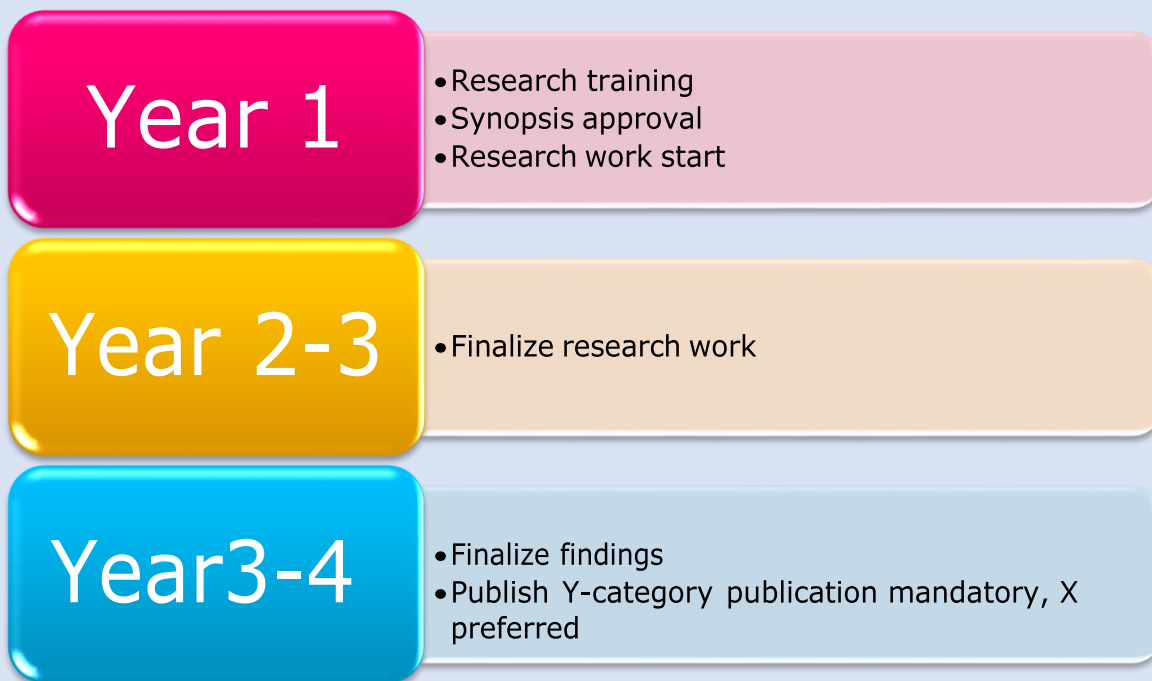 Year 1
•Research training
•Synopsis approval
•Research work start
Year 2-3
•Finalize research work
Year3-4
•Finalize findings
•Publish Y-category publication mandatory, X
preferred